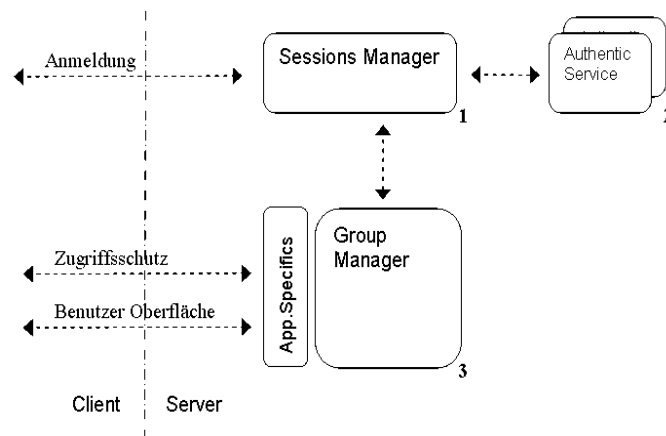 Anmeldung
Sessions Manager
1
Authentic
Service
2
Zugriffsschutz
Benutzer Oberfläche
App.Specifics
Group
Manager
3
Client
Server